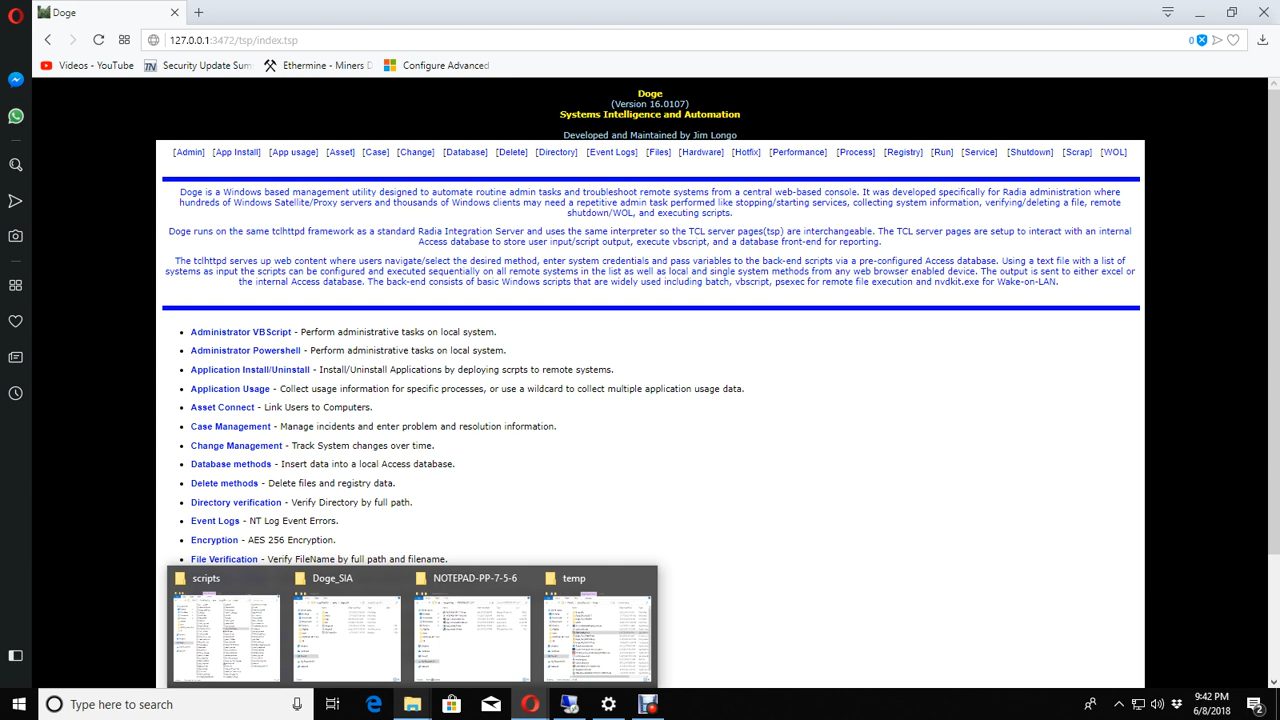 Doge
127.0.0.1:3472/tsp/index.tsp
0
Videos - YouTube
Security Update Sum
Ethermine - Miners D
Configure Advanced
Doge
(Version 16.0107)
Systems Intelligence and Automation
Developed and Maintained by Jim Longo
[Admin] [App Install] [App usage] [Asset] [Case] [Change] [Database] [Delete] [Directory] [Event Logs] [Files] [Hardware] [Hotfix] [Performance] [Process] [Registry] [Run] [Service] [Shutdown] [Scrap] [WOL]
Doge is a Windows based management utility designed to automate routine admin tasks and troubleshoot remote systems from a central web-based console. It was developed specifically for Radia administration where
hundreds of Windows Satellite/Proxy servers and thousands of Windows clients may need a repetitive admin task performed like stopping/starting services, collecting system information, verifying/deleting a file, remote
shutdown/WOL, and executing scripts.
Doge runs on the same tclhttpd framework as a standard Radia Integration Server and uses the same interpreter so the TCL server pages(tsp) are interchangeable. The TCL server pages are setup to interact with an internal
Access database to store user input/script output, execute vbscript, and a database front-end for reporting.
The tclhttpd serves up web content where users navigate/select the desired method, enter system credentials and pass variables to the back-end scripts via a pre-configured Access database. Using a text file with a list of
systems as input the scripts can be configured and executed sequentially on all remote systems in the list as well as local and single system methods from any web browser enabled device. The output is sent to either excel or
the internal Access database. The back-end consists of basic Windows scripts that are widely used including batch, vbscript, psexec for remote file execution and nvdkit.exe for Wake-on-LAN.
Administrator VBScript - Perform administrative tasks on local system.
Administrator Powershell - Perform administrative tasks on local system.
Application Install/Uninstall - Install/Uninstall Applications by deploying scrpts to remote systems.
Application Usage - Collect usage information for specific processes, or use a wildcard to collect multiple application usage data.
Asset Connect - Link Users to Computers.
Case Management - Manage incidents and enter problem and resolution information.
Change Management - Track System changes over time.
Database methods - Insert data into a local Access database.
Delete methods - Delete files and registry data.
Directory verification - Verify Directory by full path.
Event Logs - NT Log Event Errors.
Encryption - AES 256 Encryption.
File Verification - Verify FileName by full path and filename.
scripts
Doge_SIA
NOTEPAD-PP-7-5-6
temp
Type here to search
9:42 PM
6/8/2018
2